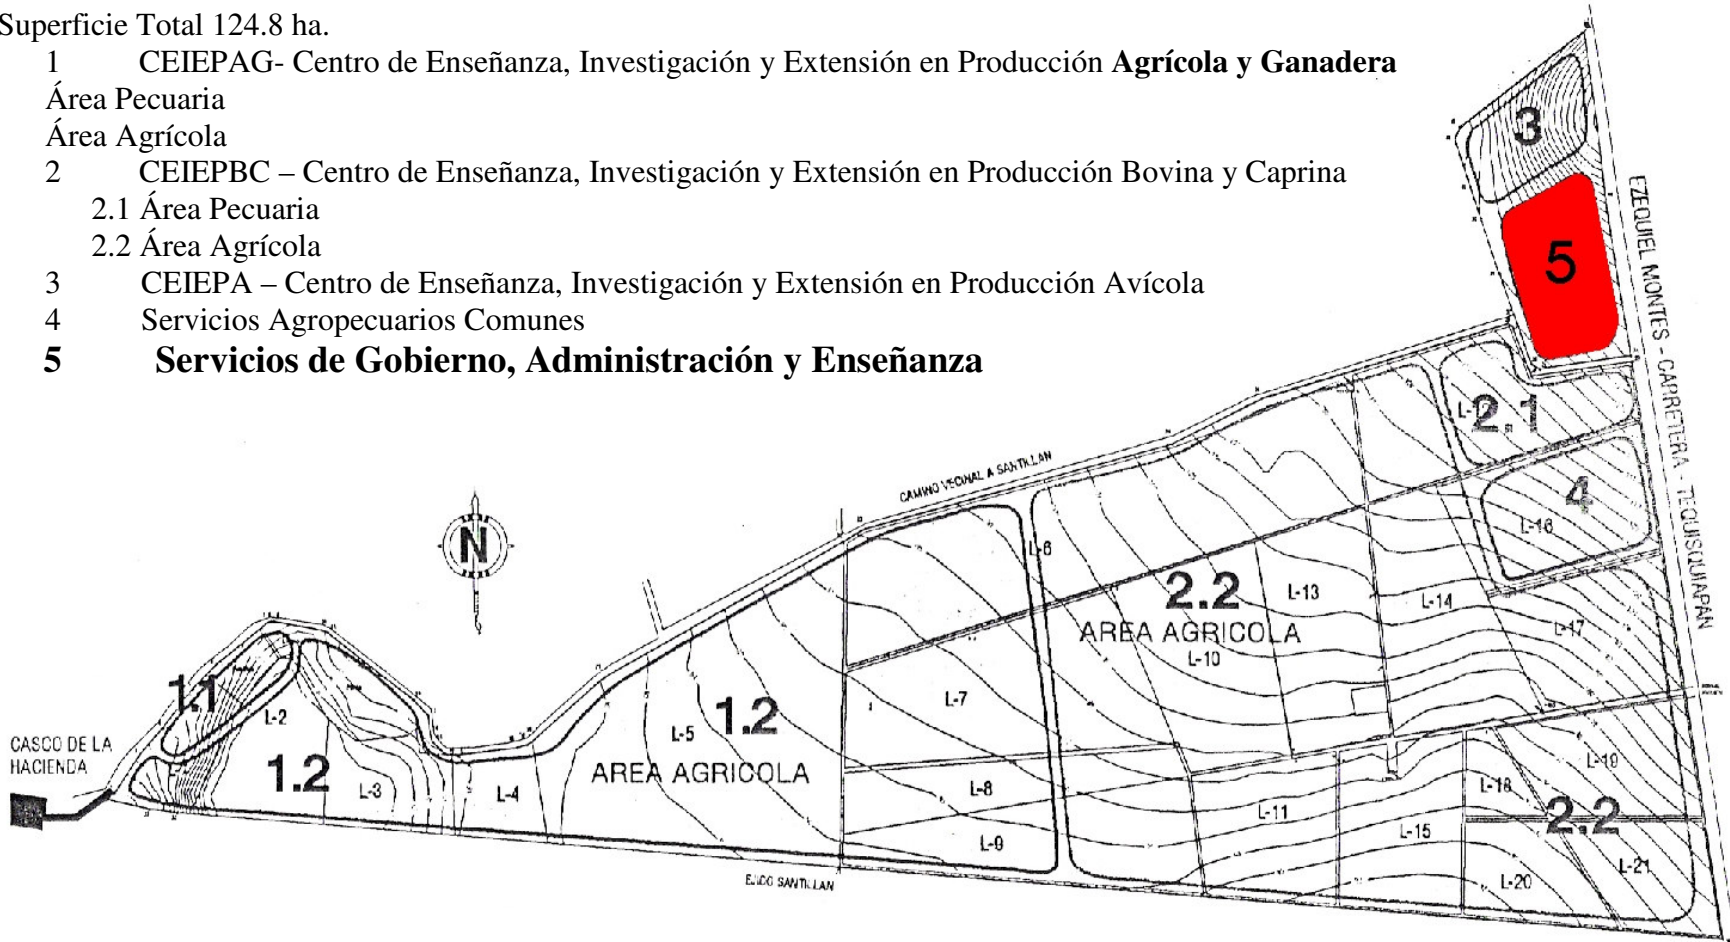 Superficie Total 124.8 ha.
1 CEIEPAG- Centro de Enseñanza, Investigación y Extensión en Producción Agrícola y Ganadera
Área Pecuaria
Área Agrícola
2 CEIEPBC – Centro de Enseñanza, Investigación y Extensión en Producción Bovina y Caprina
2.1 Área Pecuaria
2.2 Área Agrícola
3 CEIEPA – Centro de Enseñanza, Investigación y Extensión en Producción Avícola
4 Servicios Agropecuarios Comunes
5 Servicios de Gobierno, Administración y Enseñanza
3
5
EZEQUIEL MONTES - CARRETERA - TEQUISQUIAPAN
2.1
4
L-16
CAMINO VECINAL A SANTILLAN
N
L-6
2.2
AREA AGRICOLA
L-13
L-14
L-17
L-10
1.1
L-2
1.2
L-3
L-4
L-5
1.2
AREA AGRICOLA
L-7
L-8
L-9
CASCO DE LA
HACIENDA
L-11
L-15
L-18
L-19
2.2
L-20
L-21
EJIDO SANTILLAN